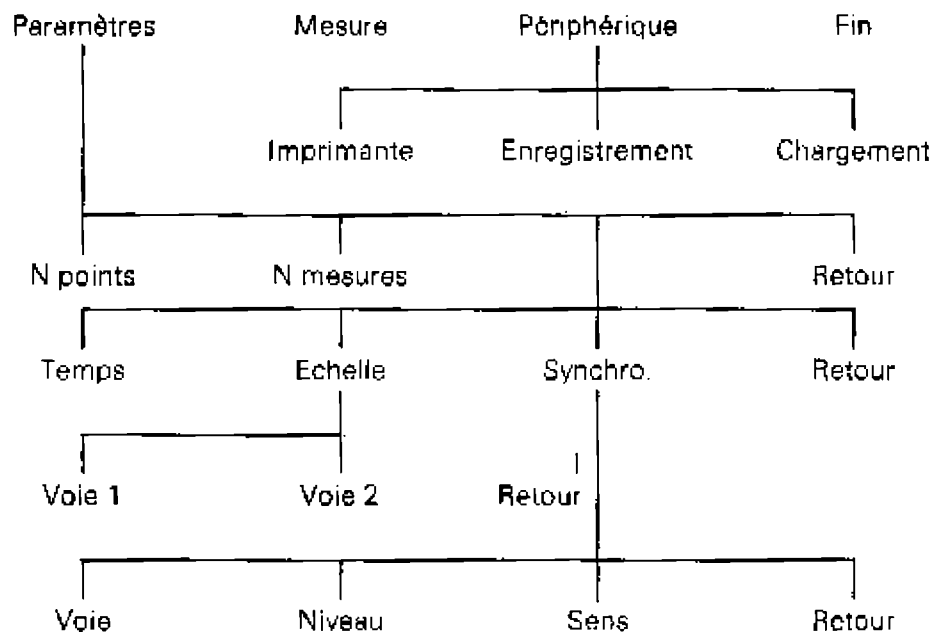 Paramètres Mesure Périphérique Fin
Imprimante Enregistrement Chargement
N points N mesures Retour
Temps Echelle Synchro. Retour
Voie 1 Voie 2 Retour
Voie Niveau Sens Retour